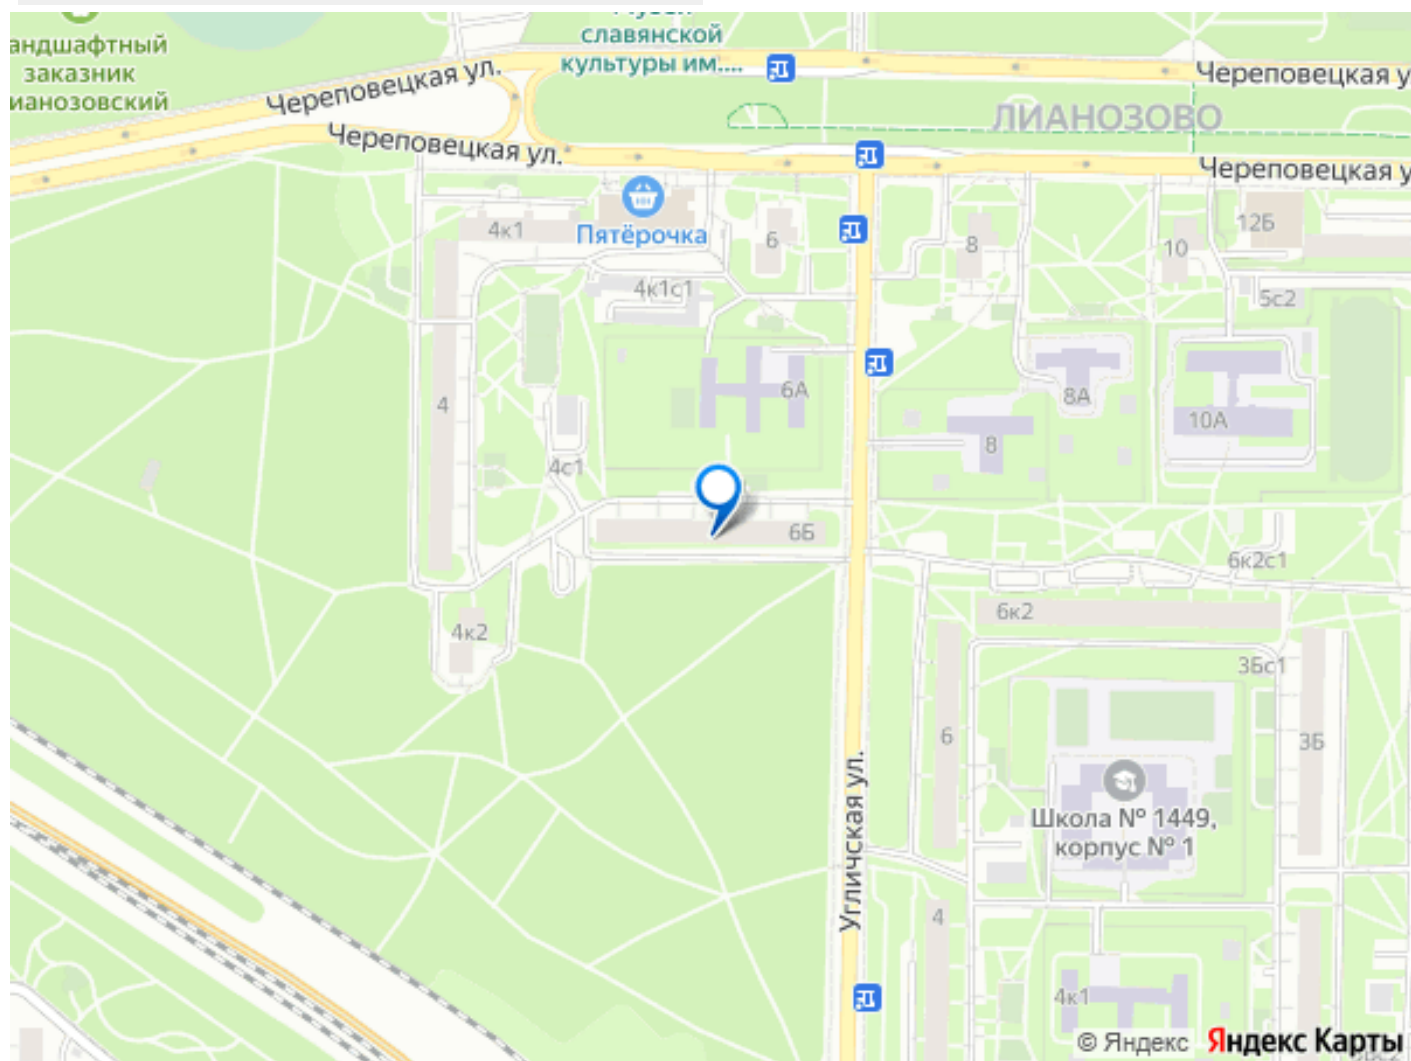 андшафтный
заказник
ианозовский
славянской
культуры им....
Череповецкая ул.
Череповецкая ул.
Череповецкая у
ЛИАНОЗОВО
Череповецкая у
Пятёрочка
4к1
6
8
10
12Б
5с2
4к1с1
4
6А
8А
10А
8
4с1
6Б
6к2с1
6к2
4к2
3Бс1
6
3Б
Угличская ул.
Школа № 1449,
корпус № 1
4
4к1
© Яндекс
Яндекс Карты